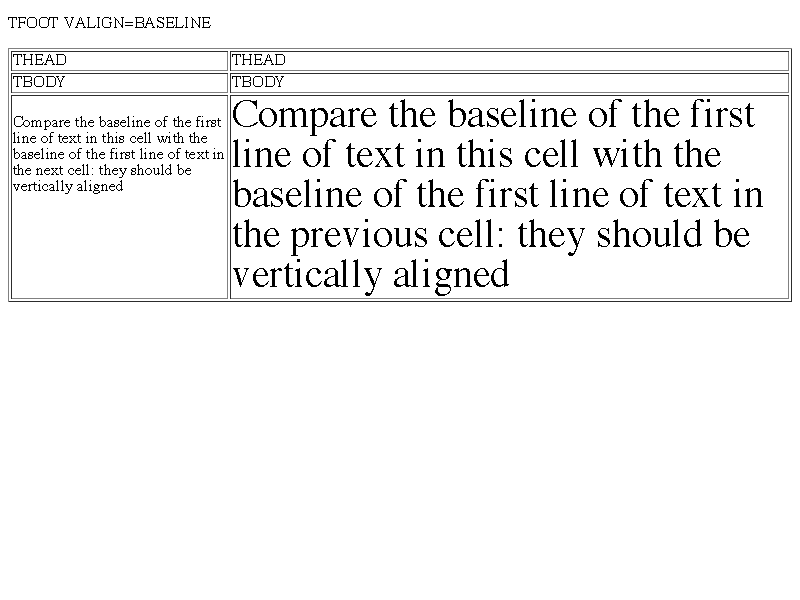 TFOOT VALIGN=BASELINE
THEAD
THEAD
TBODY
TBODY
Compare the baseline of the first
line of text in this cell with the
baseline of the first line of text in
the next cell: they should be
vertically aligned
Compare the baseline of the first
line of text in this cell with the
baseline of the first line of text in
the previous cell: they should be
vertically aligned